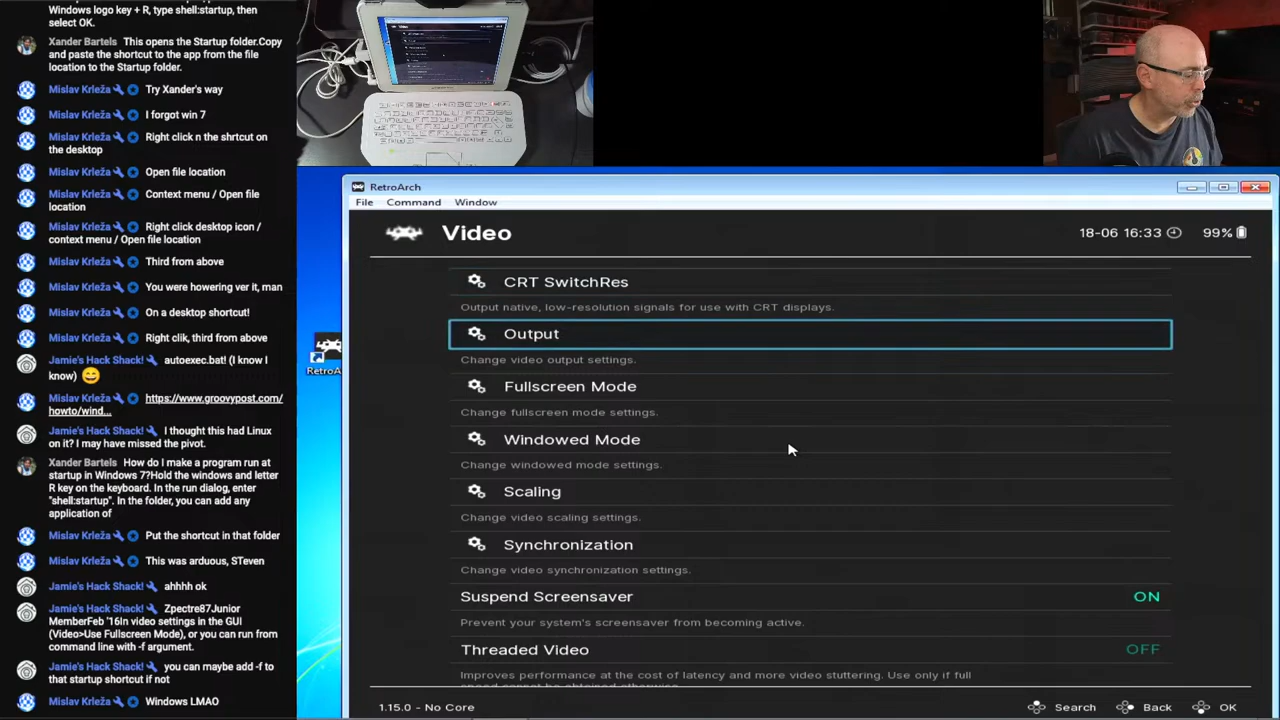 Windows logo key + R, type shell:startup, then
select OK.
Xander Bartels This opens the Startup folder.Copy
and paste the shortcut to the app from the file
location to the Startup folder.
Mislav Krleža Try Xander's way
Mislav Krleža I forgot win 7
Mislav Krleža Right click n the shrtcut on
the desktop
Mislav Krleža Open file location
Mislav Krleža Context menu / Open file
location
Mislav Krleža Right click desktop icon /
context menu / Open file location
Mislav Krleža Third from above
Mislav Krleža You were howering ver it, man
Mislav Krleža On a desktop shortcut!
Mislav Krleža Right clik, third from above
Jamie's Hack Shack! autoexec.bat! (I know I
know) 😄
Mislav Krleža https://www.groovypost.com/
howto/wind...
Jamie's Hack Shack! I thought this had Linux
on it? I may have missed the pivot.
Xander Bartels How do I make a program run at
startup in Windows 7?Hold the windows and letter
R key on the keyboard. In the run dialog, enter
"shell:startup". In the folder, you can add any
application of
Mislav Krleža Put the shortcut in that folder
Mislav Krleža This was arduous, STeven
Jamie's Hack Shack! ahhhh ok
Jamie's Hack Shack! Zpectre87Junior
MemberFeb '16In video settings in the GUI
(Video>Use Fullscreen Mode), or you can run from
command line with -f argument.
Jamie's Hack Shack! you can maybe add -f to
that startup shortcut if not
Mislav Krleža Windows LMAO
RetroA
RetroArch
File Command Window
Video
18-06 16:33 99%
CRT SwitchRes
Output native, low-resolution signals for use with CRT displays.
Output
Change video output settings.
Fullscreen Mode
Change fullscreen mode settings.
Windowed Mode
Change windowed mode settings.
Scaling
Change video scaling settings.
Synchronization
Change video synchronization settings.
Suspend Screensaver ON
Prevent your system's screensaver from becoming active.
Threaded Video OFF
Improves performance at the cost of latency and more video stuttering. Use only if full
speed cannot be obtained otherwise.
1.15.0 - No Core Search Back OK